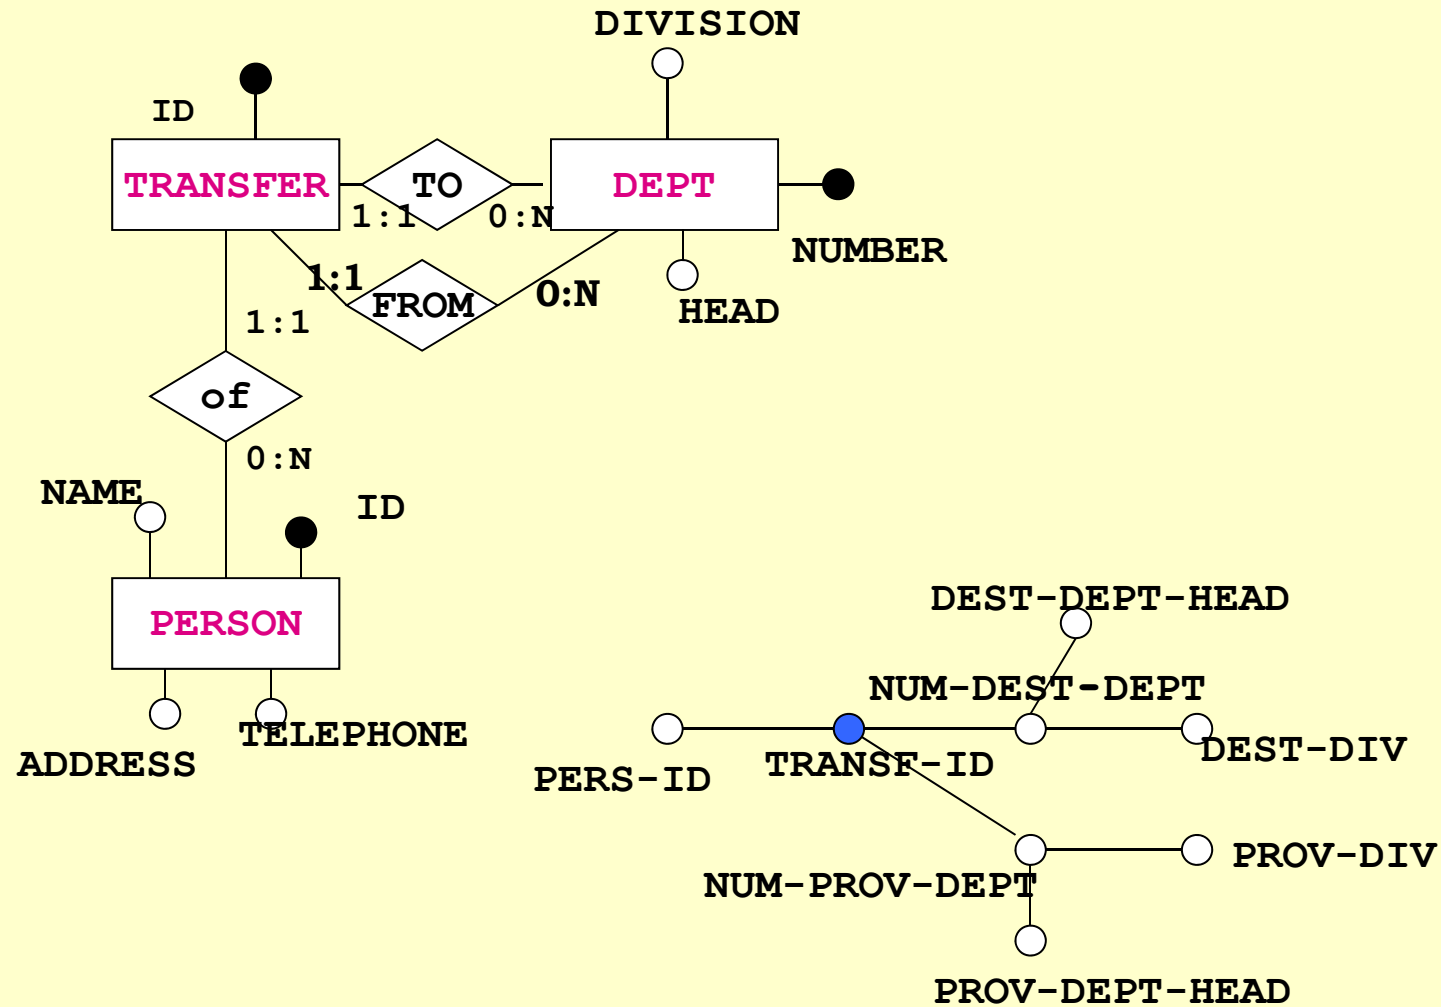 DIVISION
ID
TRANSFER
TO
DEPT
1:1
0:N
NUMBER
1:1
FROM
0:N
HEAD
1:1
of
0:N
NAME
ID
PERSON
TELEPHONE
ADDRESS
DEST-DEPT-HEAD
NUM-DEST-DEPT
DEST-DIV
TRANSF-ID
PERS-ID
PROV-DIV
NUM-PROV-DEPT
PROV-DEPT-HEAD